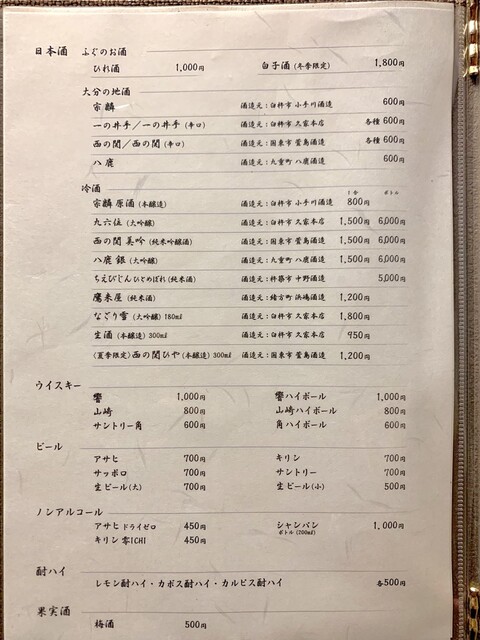 日本酒 ふぐのお酒
ひれ酒 1,000円 白子酒(冬季限定) 1,800円
大分の地酒
宗麟 酒造元:臼杵市 小手川酒造 600円
一の井手/一の井手(辛口) 酒造元:臼杵市 久家本店 各種 600円
西の関/西の関(辛口) 酒造元:国東市 萱島酒造 各種 600円
八鹿 酒造元:九重町 八鹿酒造 600円
冷酒 1合 ボトル
宗麟 原酒(本醸造) 酒造元:臼杵市 小手川酒造 800円
九六位(大吟醸) 酒造元:臼杵市 久家本店 1,500円 6,000円
西の関 美吟(純米吟醸酒) 酒造元:国東市 萱島酒造 1,500円 6,000円
八鹿 銀(大吟醸) 酒造元:九重町 八鹿酒造 1,500円 6,000円
ちえびじん ひとめぼれ(純米酒) 酒造元:杵築市 中野酒造 5,000円
鷹来屋(純米酒) 酒造元:緒方町 浜嶋酒造 1,200円
なごり雪(大吟醸)180ml 酒造元:臼杵市 久家本店 1,800円
生酒(本醸造)300ml 酒造元:臼杵市 久家本店 950円
〈夏季限定〉西の関ひや(本醸造)300ml 酒造元:国東市 萱島酒造 1,200円
ウイスキー
響 1,000円 響ハイボール 1,000円
山崎 800円 山崎ハイボール 800円
サントリー角 600円 角ハイボール 600円
ビール
アサヒ 700円 キリン 700円
サッポロ 700円 サントリー 700円
生ビール(大) 700円 生ビール(小) 500円
ノンアルコール
アサヒ ドライゼロ 450円 シャンパン ボトル(200ml) 1,000円
キリン 零ICHI 450円
酎ハイ
レモン酎ハイ・カボス酎ハイ・カルピス酎ハイ 各500円
果実酒
梅酒 500円